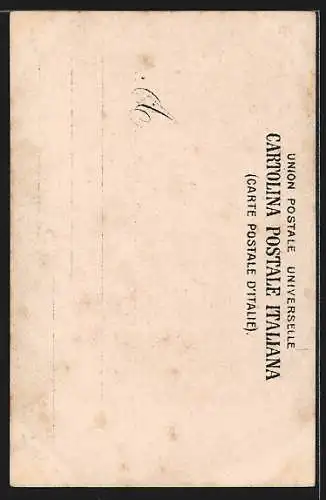 UNION POSTALE UNIVERSELLE
CARTOLINA POSTALE ITALIANA
(CARTE POSTALE D'ITALIE).
A